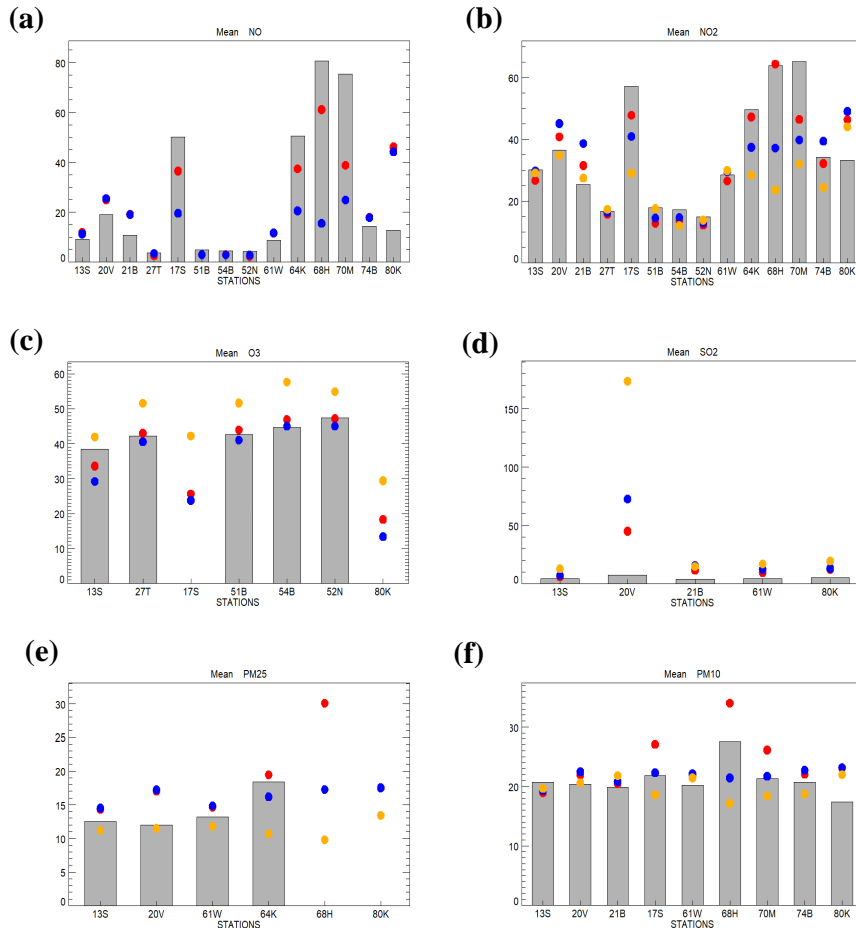 (a)
Mean NO
80
60
40
20
0
13S 20V 21B 27T 17S 51B 54B 52N 61W 64K 68H 70M 74B 80K
STATIONS
(b)
Mean NO2
60
40
20
0
13S 20V 21B 27T 17S 51B 54B 52N 61W 64K 68H 70M 74B 80K
STATIONS
(c)
Mean O3
60
50
40
30
20
10
0
13S 27T 17S 51B 54B 52N 80K
STATIONS
(d)
Mean SO2
150
100
50
0
13S 20V 21B 61W 80K
STATIONS
(e)
Mean PM25
30
25
20
15
10
5
0
13S 20V 61W 64K 68H 80K
STATIONS
(f)
Mean PM10
30
20
10
0
13S 20V 21B 17S 61W 68H 70M 74B 80K
STATIONS